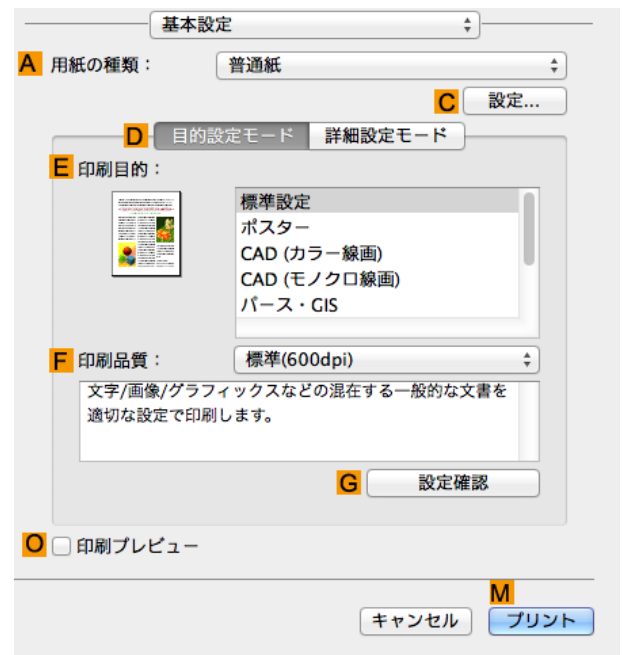 基本設定
A 用紙の種類： 普通紙
C 設定...
D 目的設定モード 詳細設定モード
E 印刷目的：
標準設定
ポスター
CAD (カラー線画)
CAD (モノクロ線画)
パース・GIS
F 印刷品質： 標準(600dpi)
文字/画像/グラフィックスなどの混在する一般的な文書を
適切な設定で印刷します。
G 設定確認
O 印刷プレビュー
M
キャンセル プリント